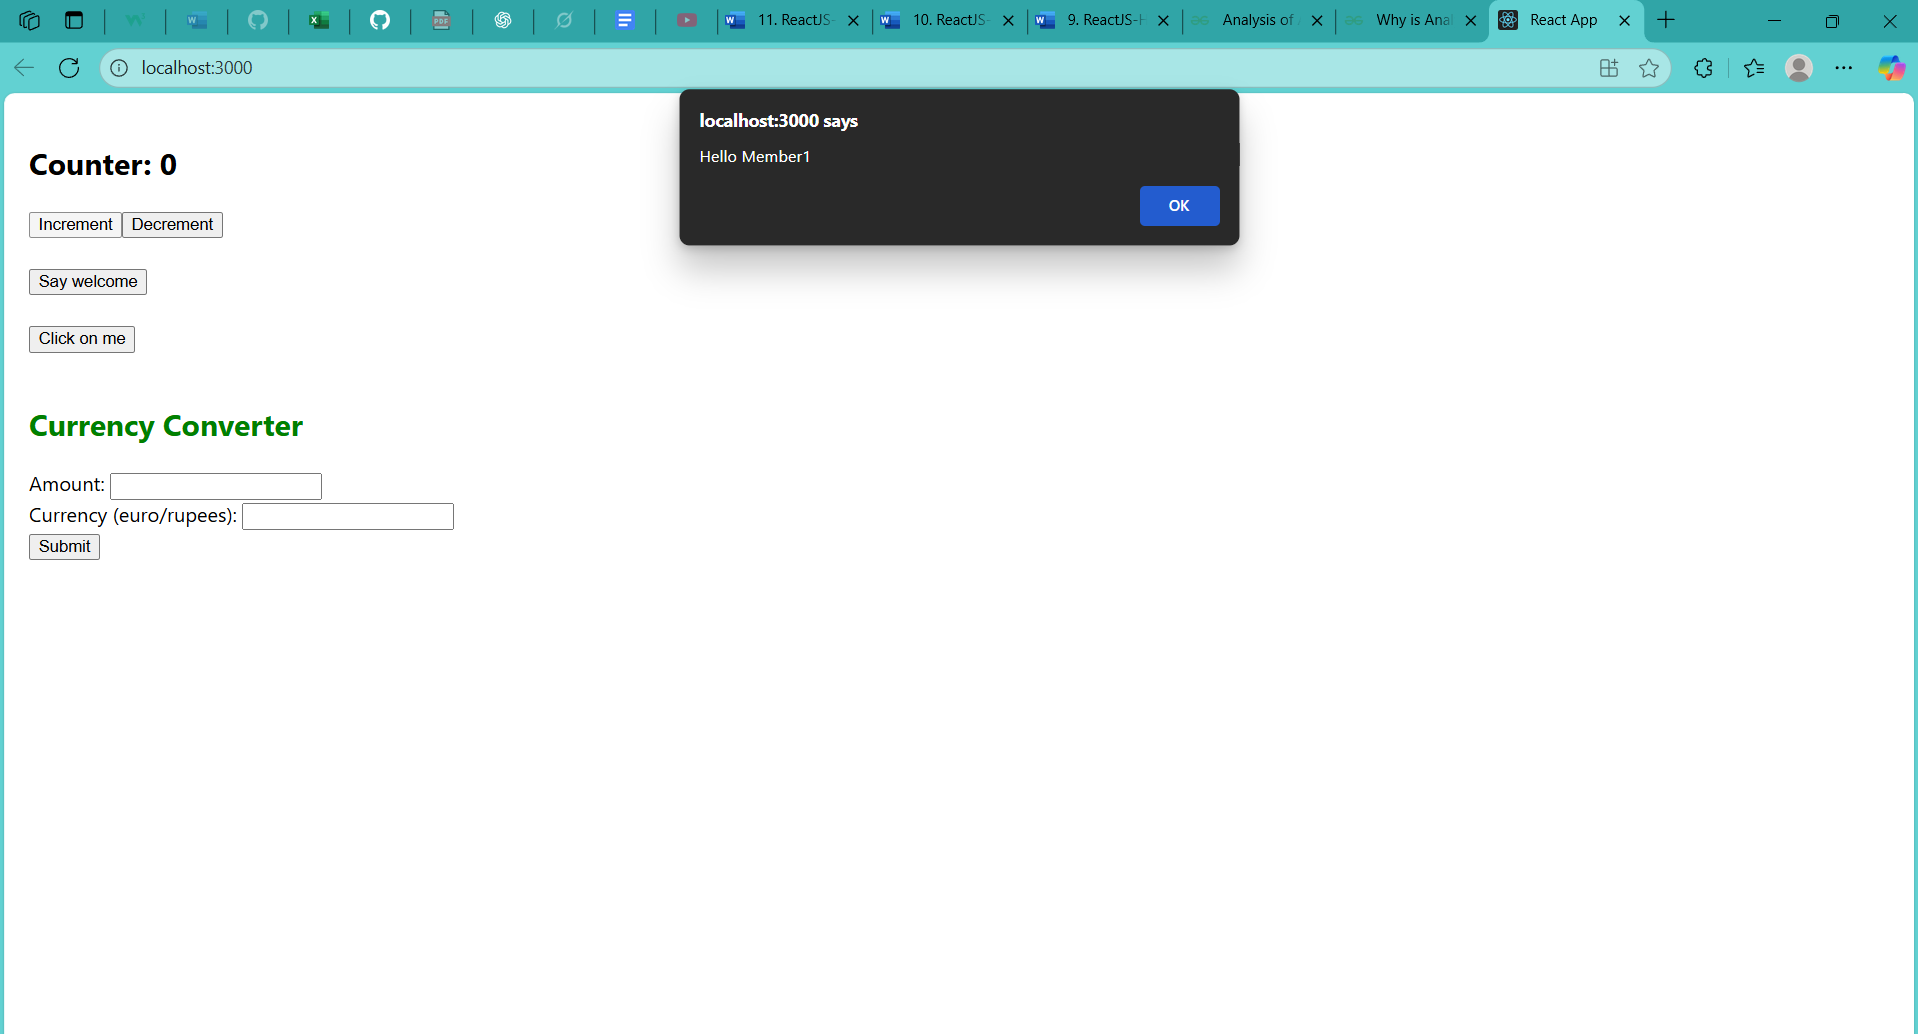 11. ReactJS-
10. ReactJS-
9. ReactJS-H
Analysis of
Why is Anal
React App
localhost:3000
localhost:3000 says
Hello Member1
OK
Counter: 0
Increment Decrement
Say welcome
Click on me
Currency Converter
Amount:
Currency (euro/rupees):
Submit